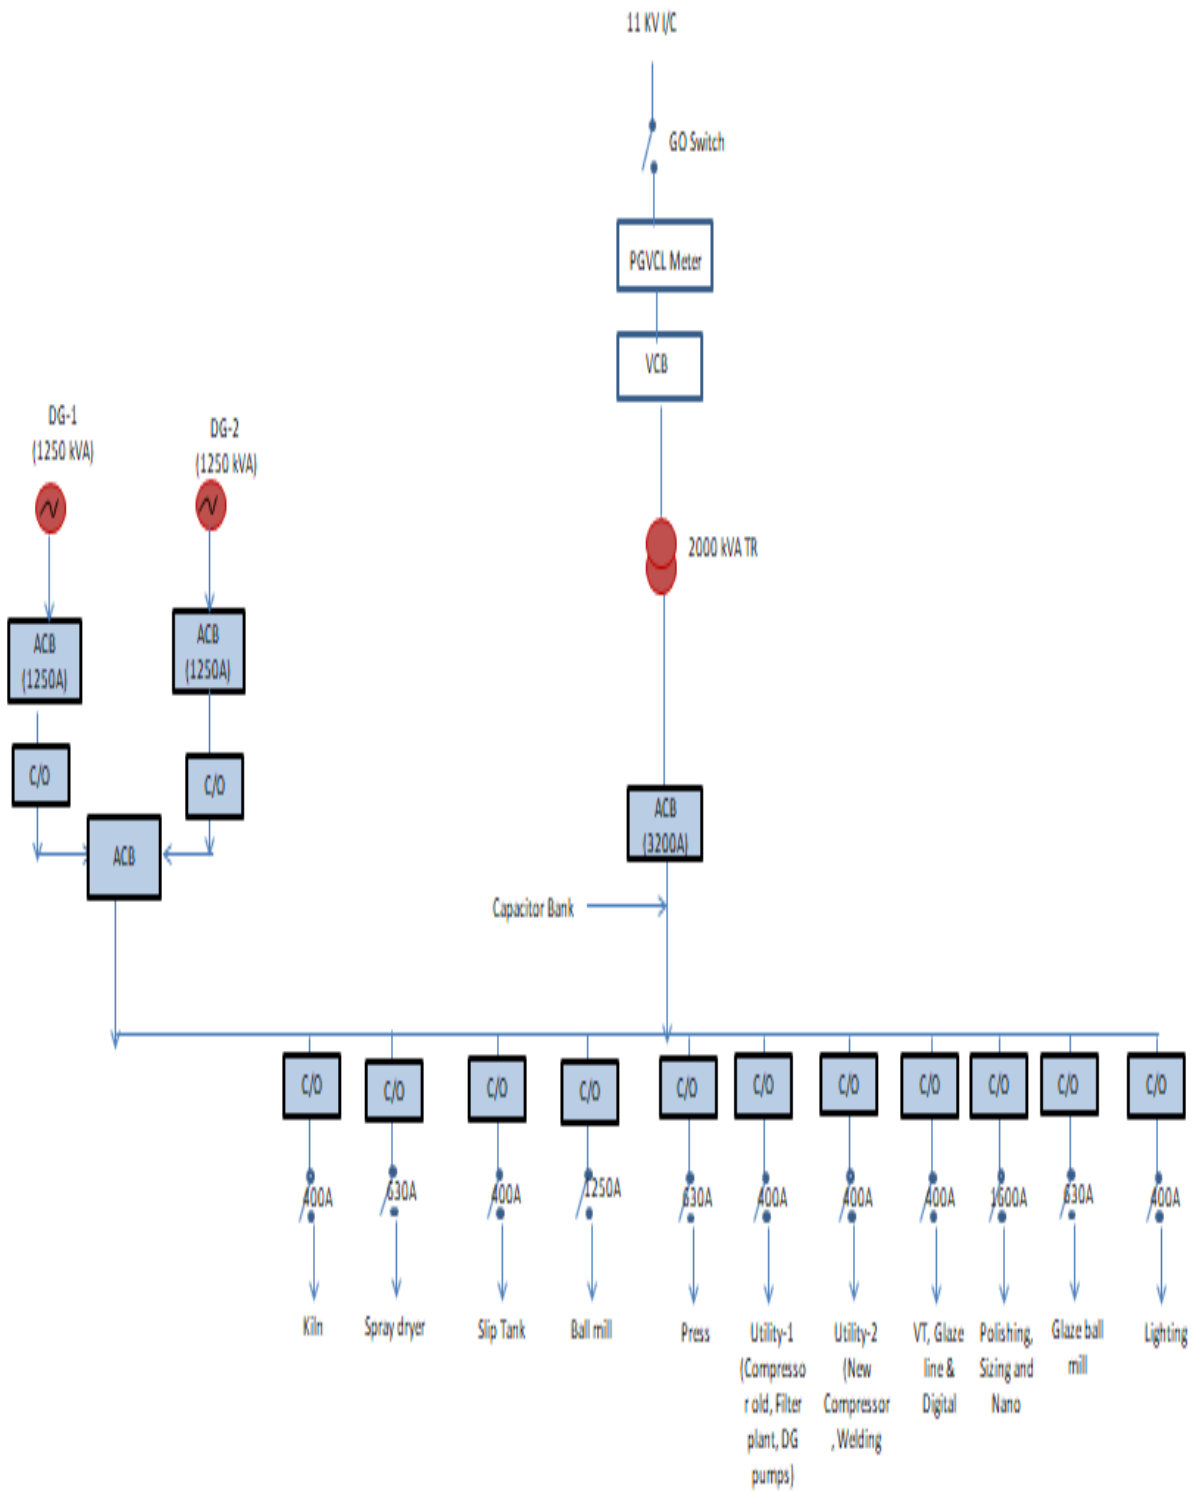 11 KV I/C
GO Switch
PGVCL Meter
VCB
DG-1
(1250 kVA)
DG-2
(1250 kVA)
2000 kVA TR
ACB
(1250A)
ACB
(1250A)
C/O
C/O
ACB
(3200A)
ACB
Capacitor Bank
C/O
C/O
C/O
C/O
C/O
C/O
C/O
C/O
C/O
C/O
C/O
400A
630A
400A
1250A
630A
400A
400A
400A
1600A
630A
400A
Kiln
Spray dryer
Slip Tank
Ball mill
Press
Utility-1
(Compresso
r old, Filter
plant, DG
pumps)
Utility-2
(New
Compressor
, Welding
VT, Glaze
line &
Digital
Polishing,
Sizing and
Nano
Glaze ball
mill
Lighting